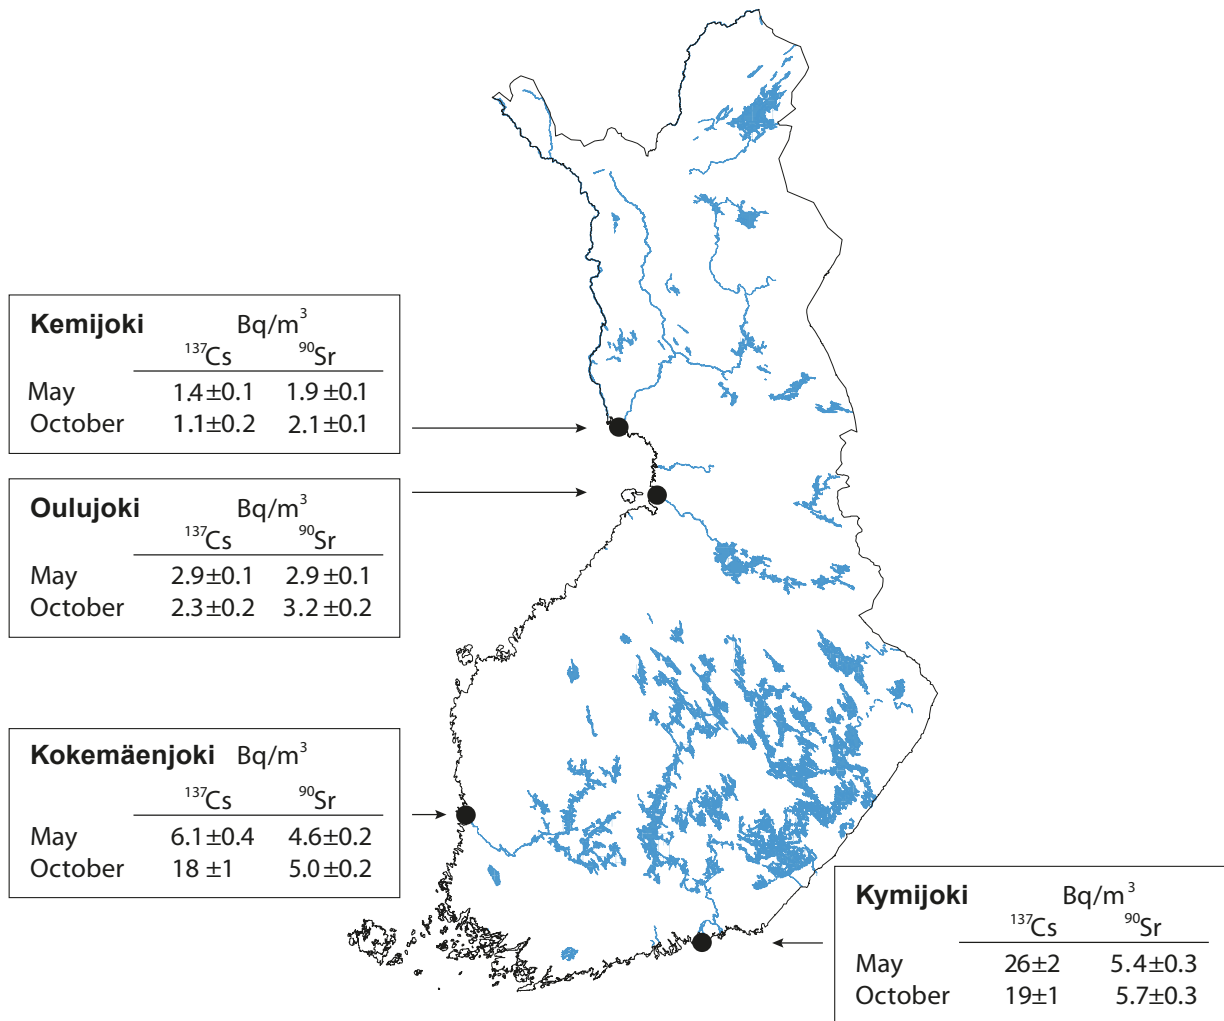 Kemijoki Bq/m³
¹³⁷Cs ⁹⁰Sr
May 1.4±0.1 1.9±0.1
October 1.1±0.2 2.1±0.1
Oulujoki Bq/m³
¹³⁷Cs ⁹⁰Sr
May 2.9±0.1 2.9±0.1
October 2.3±0.2 3.2±0.2
Kokemäenjoki Bq/m³
¹³⁷Cs ⁹⁰Sr
May 6.1±0.4 4.6±0.2
October 18 ±1 5.0±0.2
Kymijoki Bq/m³
¹³⁷Cs ⁹⁰Sr
May 26±2 5.4±0.3
October 19±1 5.7±0.3